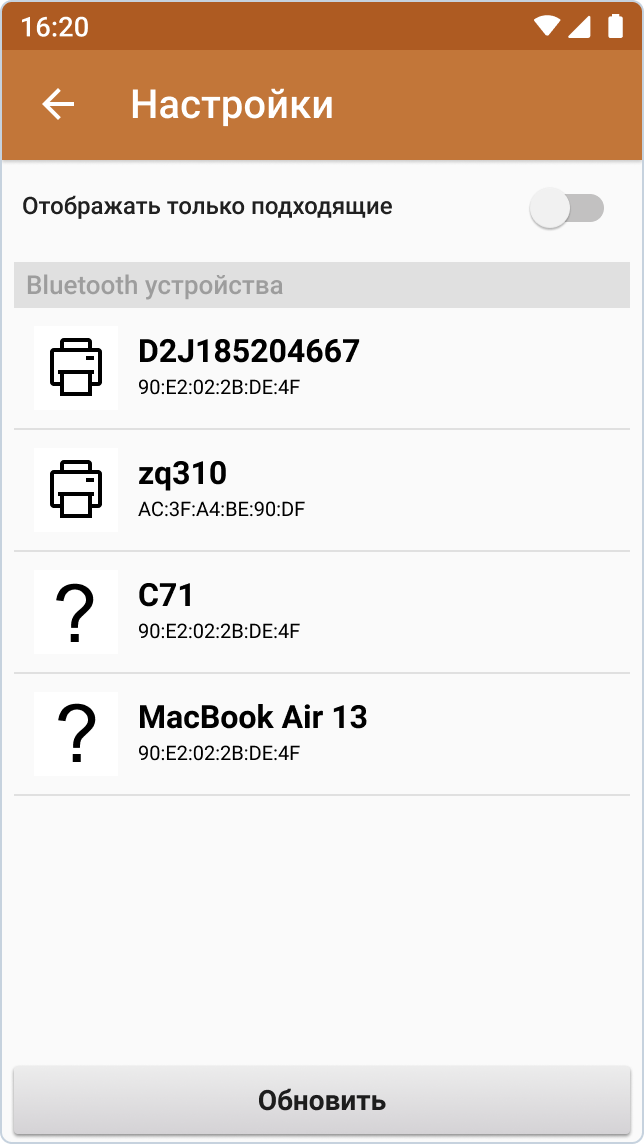 16:20
Настройки
Отображать только подходящие
Bluetooth устройства
D2J185204667
90:E2:02:2B:DE:4F
zq310
AC:3F:A4:BE:90:DF
?
C71
90:E2:02:2B:DE:4F
?
MacBook Air 13
90:E2:02:2B:DE:4F
Обновить